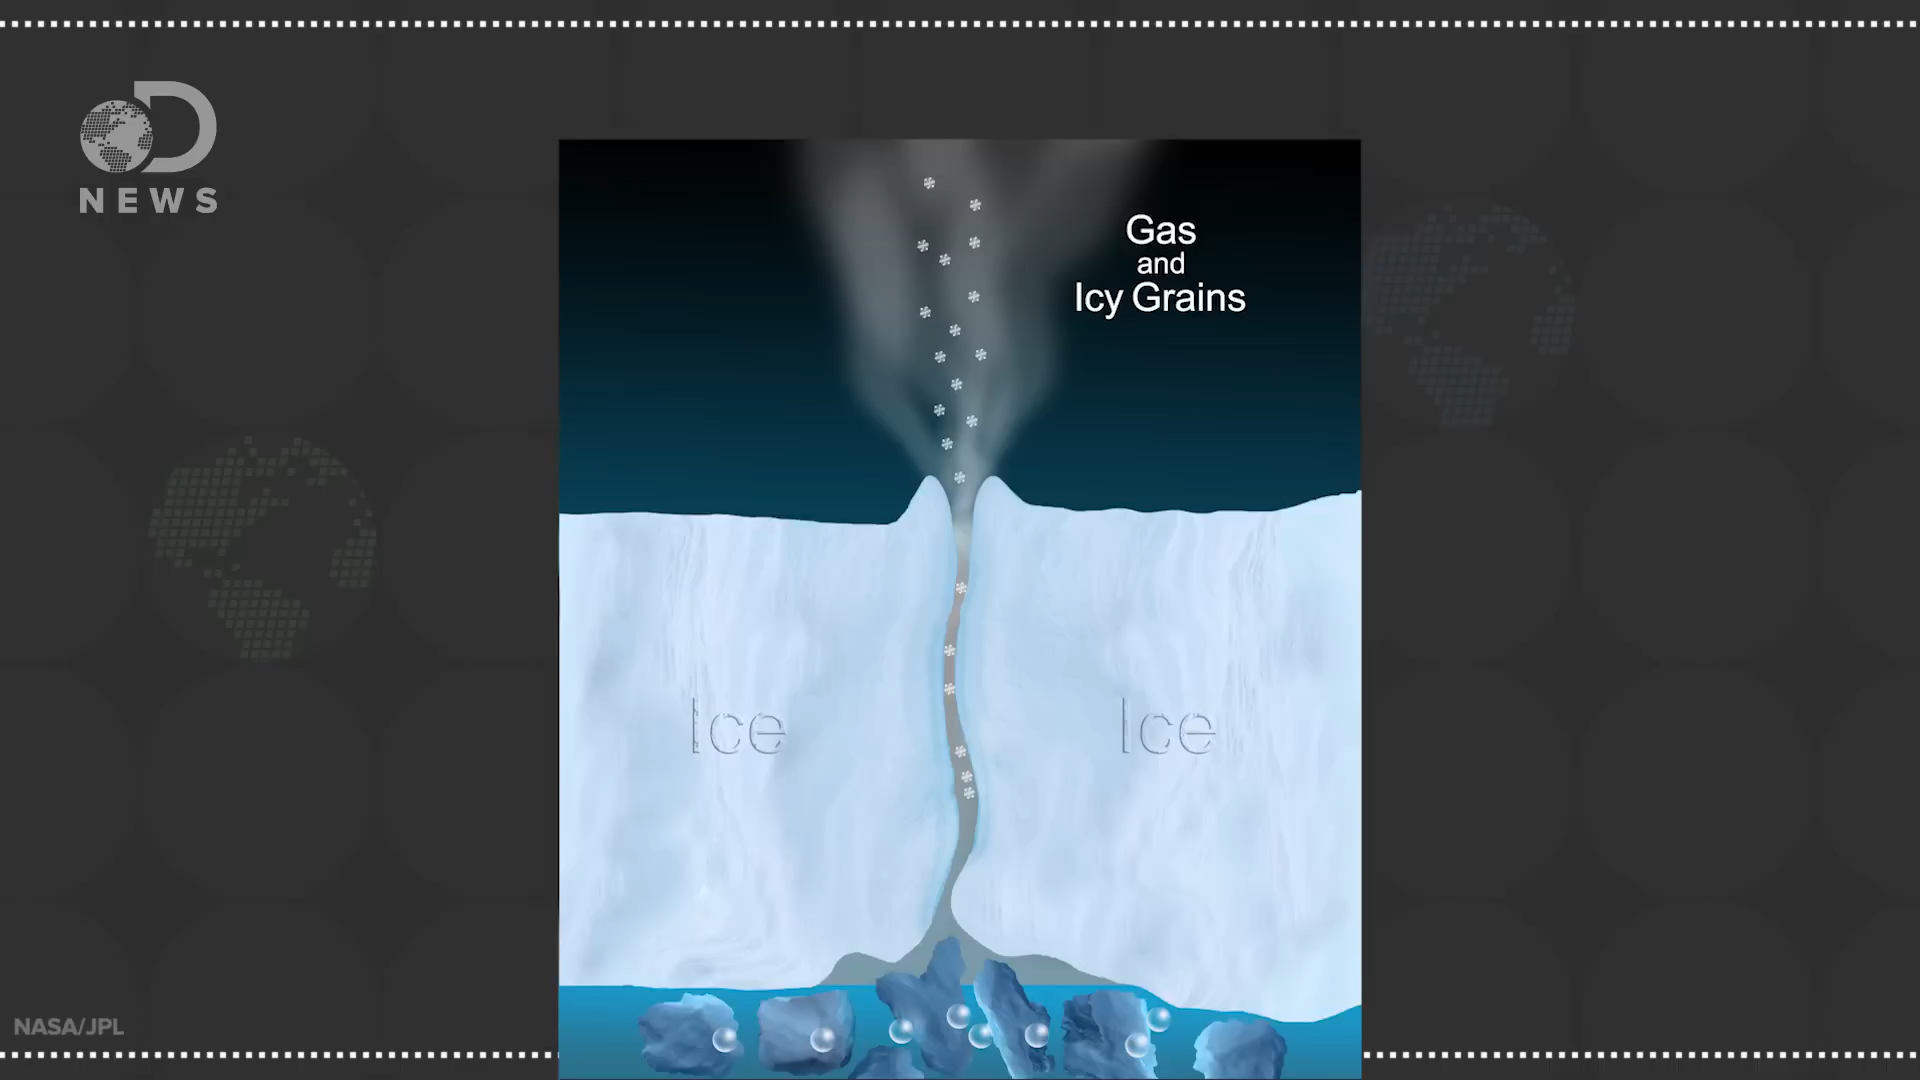 NEWS
Gas
and
Icy Grains
Ice
Ice
NASA/JPL